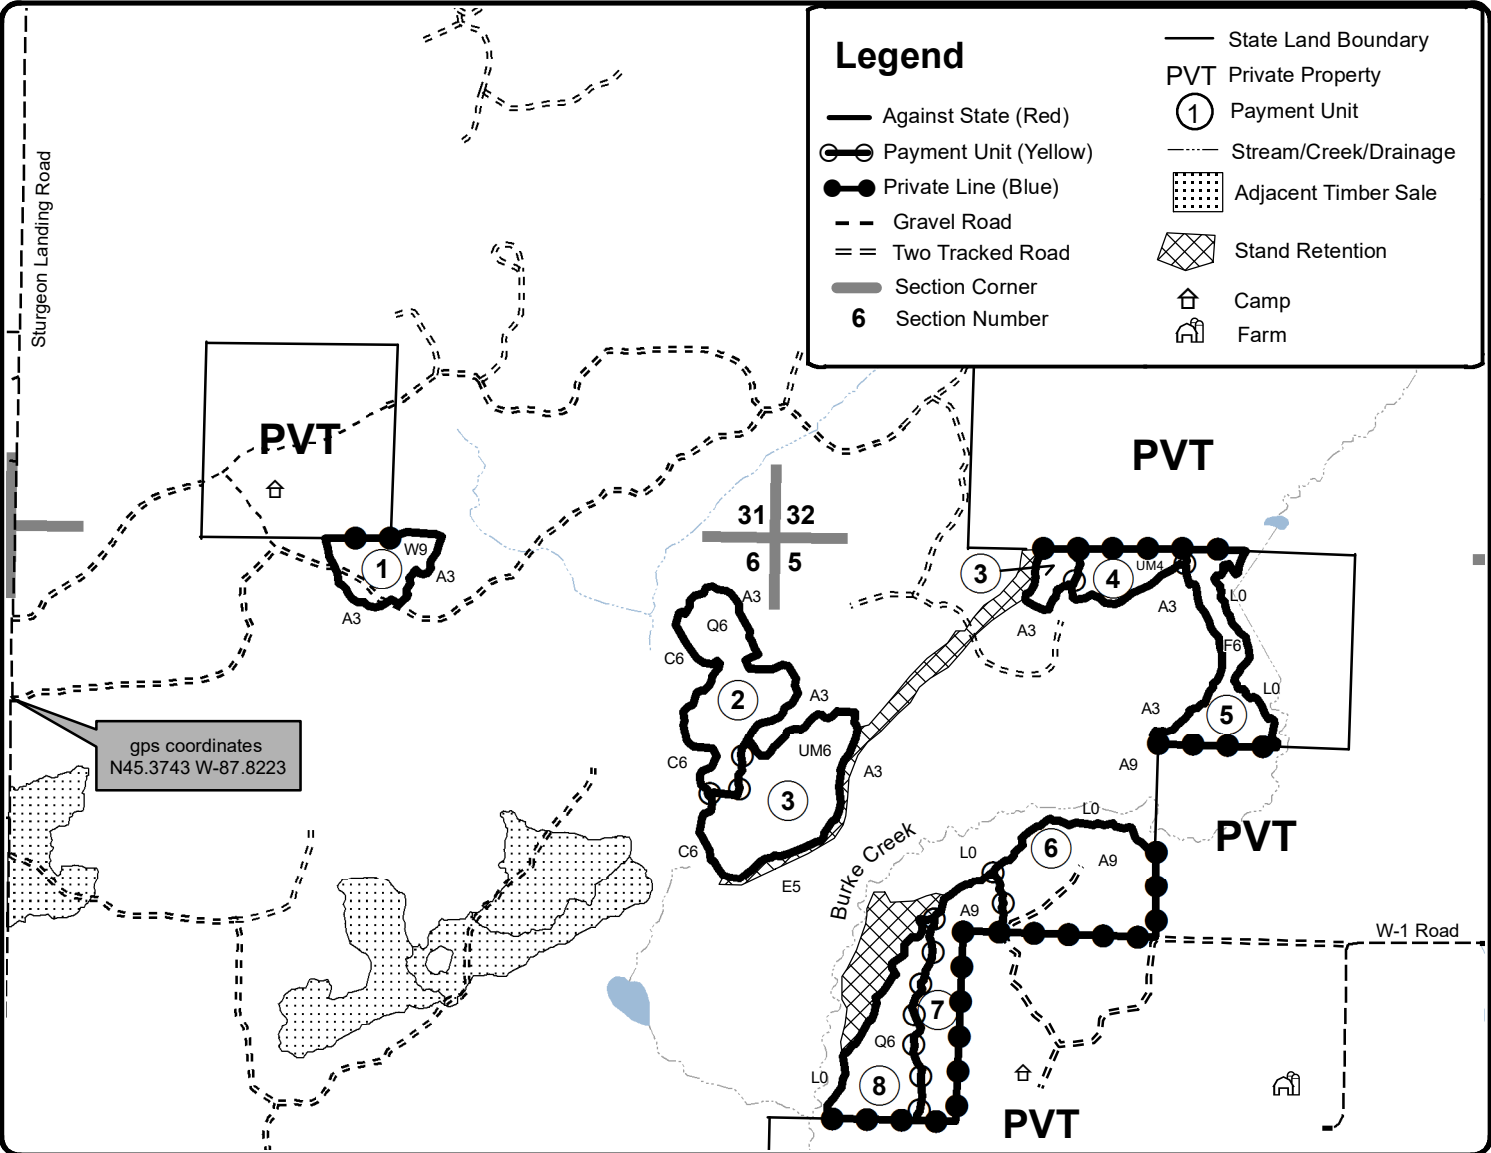 Legend
Against State (Red)
Payment Unit (Yellow)
Private Line (Blue)
Gravel Road
Two Tracked Road
Section Corner
6 Section Number
State Land Boundary
PVT Private Property
1 Payment Unit
Stream/Creek/Drainage
Adjacent Timber Sale
Stand Retention
Camp
Farm
Sturgeon Landing Road
PVT
PVT
31 32
6 5
W9
1
A3
A3
3
4
UM4
A3
A3
L0
F6
L0
A3
5
A9
A3
Q6
C6
2
A3
C6
UM6
A3
3
C6
E5
gps coordinates
N45.3743 W-87.8223
Burke Creek
L0
PVT
L0
6
A9
A9
W-1 Road
7
Q6
L0
8
PVT